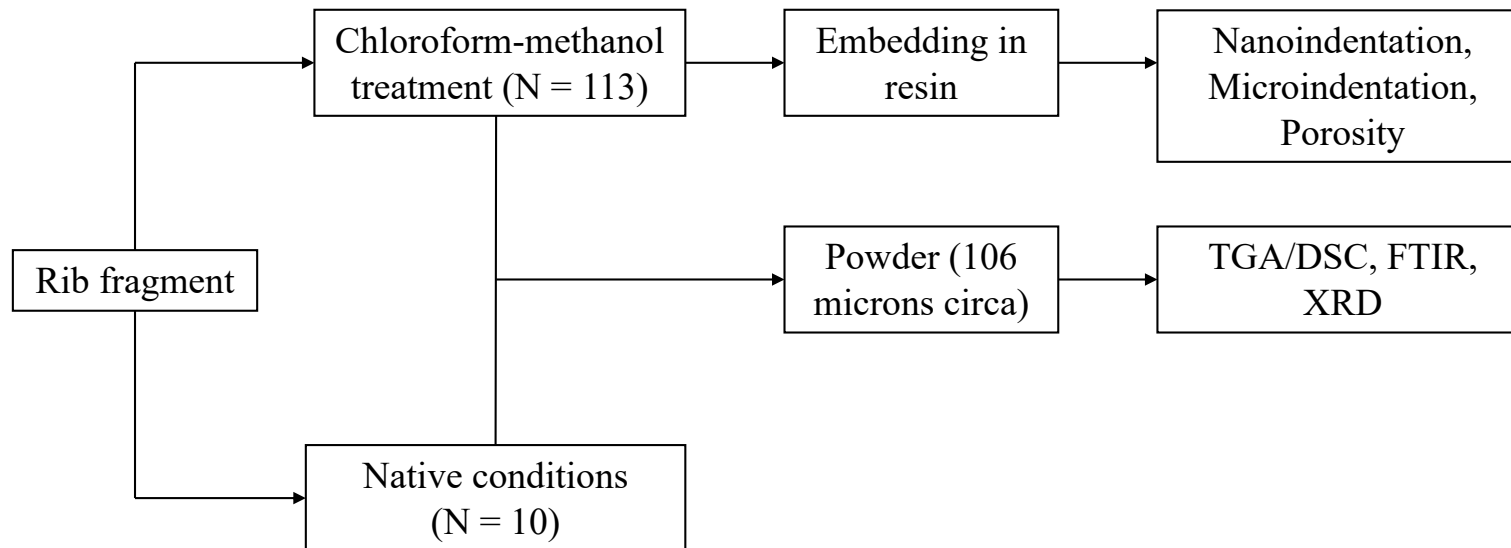 Chloroform-methanol
treatment (N = 113)
Embedding in
resin
Nanoindentation,
Microindentation,
Porosity
Rib fragment
Powder (106
microns circa)
TGA/DSC, FTIR,
XRD
Native conditions
(N = 10)